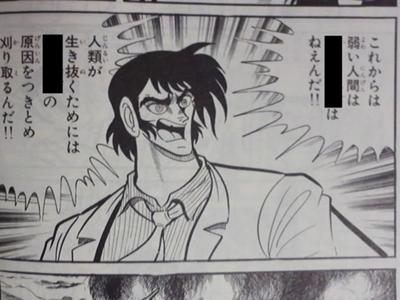 これからは
弱い人間は
は
ねえんだ!!
人類が
生き抜くためには
の
原因をつきとめ
刈り取るんだ!!